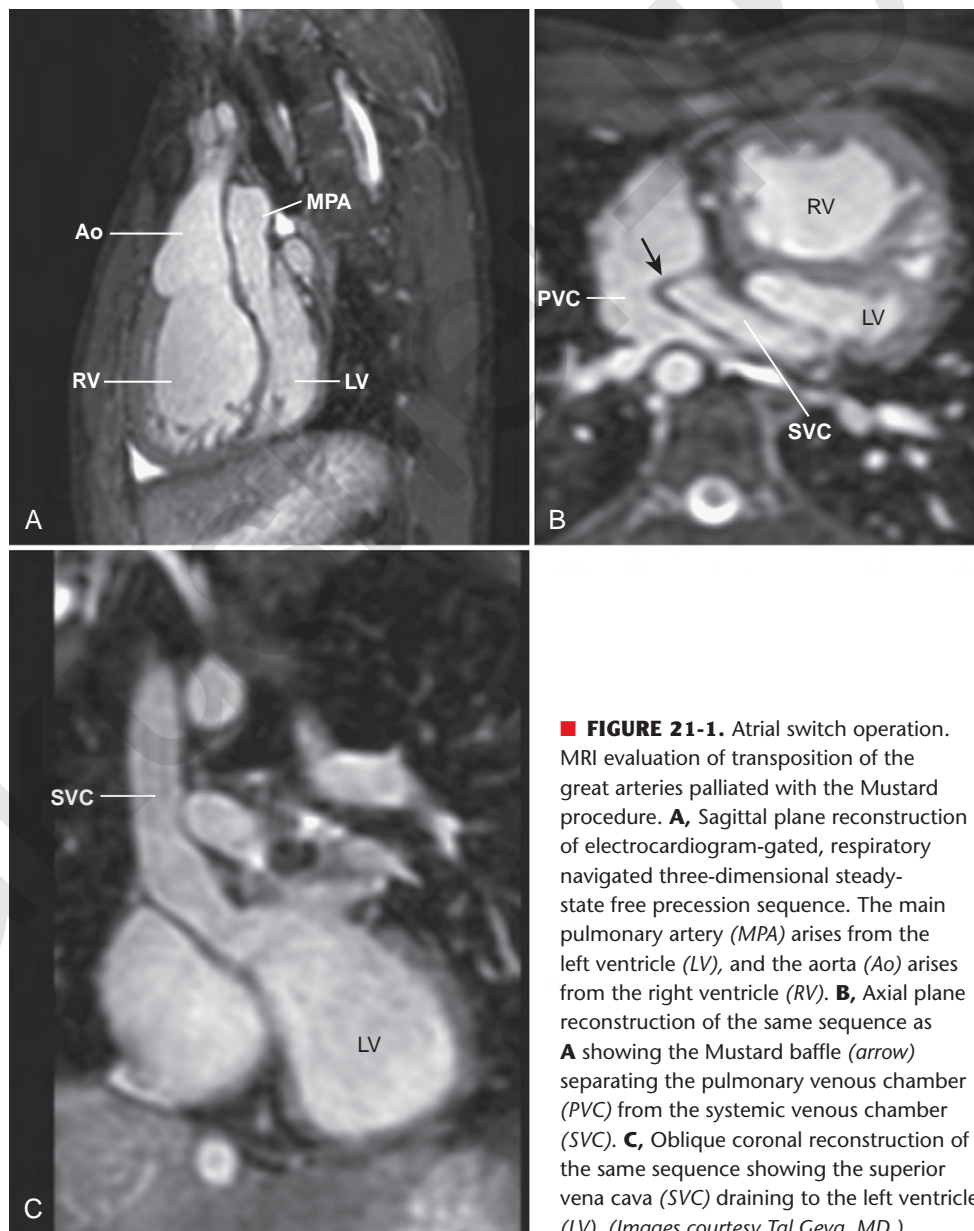 MPA
Ao
RV
LV
A
RV
PVC
LV
SVC
B
SVC
LV
C
■ FIGURE 21-1. Atrial switch operation.
MRI evaluation of transposition of the
great arteries palliated with the Mustard
procedure. A, Sagittal plane reconstruction
of electrocardiogram-gated, respiratory
navigated three-dimensional steady-
state free precession sequence. The main
pulmonary artery (MPA) arises from the
left ventricle (LV), and the aorta (Ao) arises
from the right ventricle (RV). B, Axial plane
reconstruction of the same sequence as
A showing the Mustard baffle (arrow)
separating the pulmonary venous chamber
(PVC) from the systemic venous chamber
(SVC). C, Oblique coronal reconstruction of
the same sequence showing the superior
vena cava (SVC) draining to the left ventricle
(LV). (Images courtesy Tal Geva, MD.)